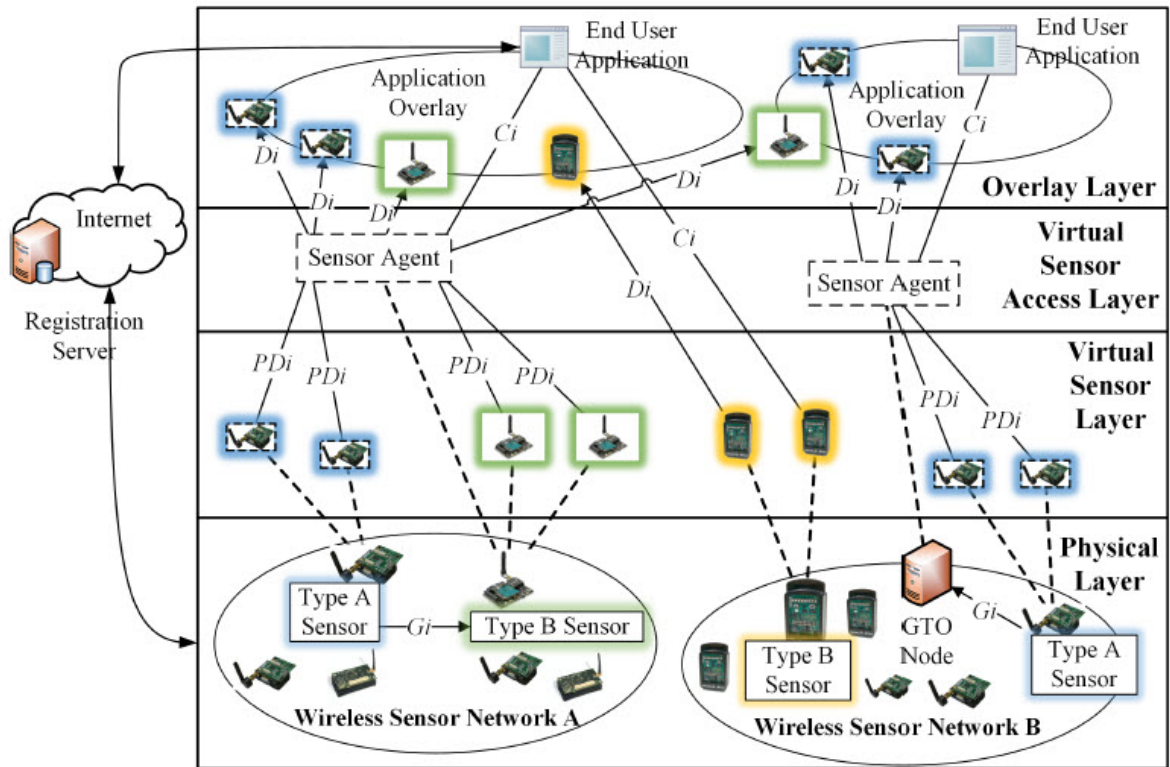 End User
Application
End User
Application
Application
Overlay
Application
Overlay
Ci
Ci
Di
Di
Di
Di
Di
Di
Overlay Layer
Internet
Registration
Server
Sensor Agent
Sensor Agent
Ci
Di
Virtual
Sensor
Access Layer
PDi
PDi
PDi
PDi
PDi
PDi
Virtual
Sensor
Layer
Physical
Layer
Type A
Sensor
Gi
Type B Sensor
Wireless Sensor Network A
Type B
Sensor
GTO
Node
Gi
Type A
Sensor
Wireless Sensor Network B